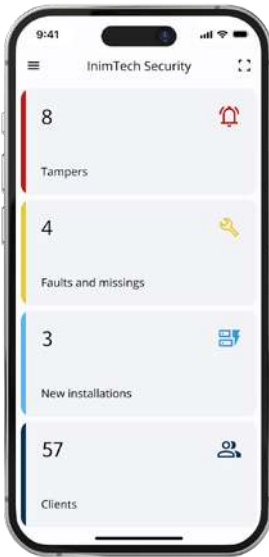 9:41
InimTech Security
8
Tampers
4
Faults and missings
3
New installations
57
Clients